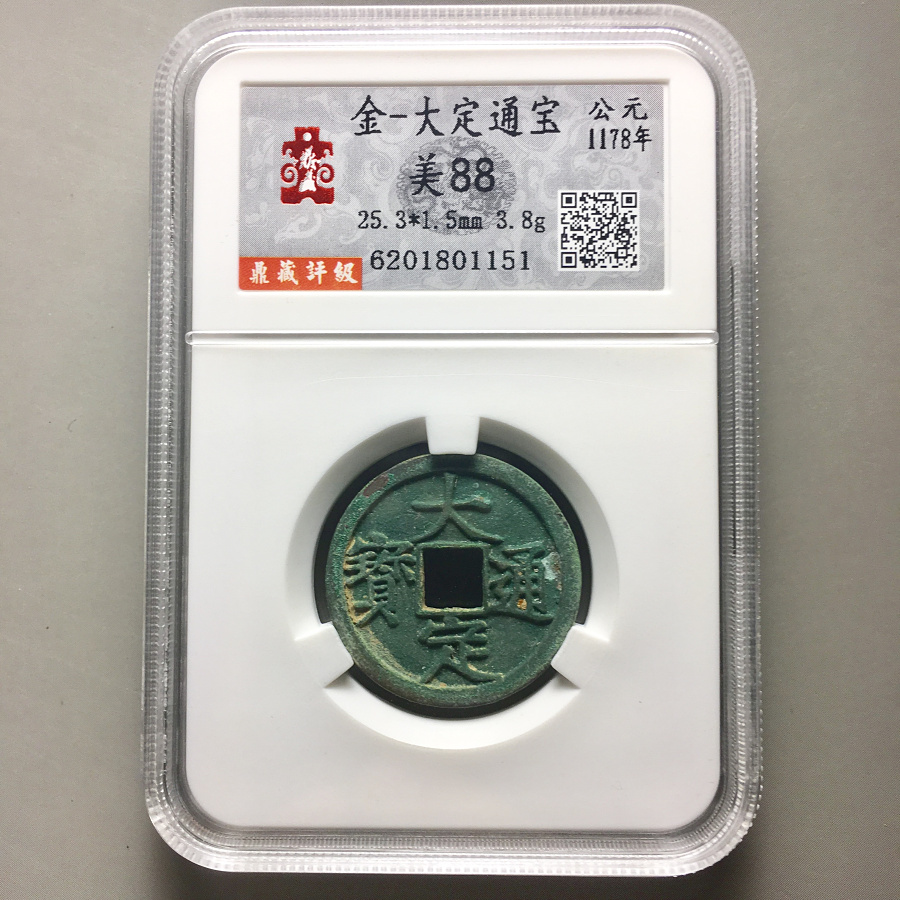 金-大定通宝
公元
1178年
美88
25.3*1.5mm 3.8g
鼎藏評級
6201801151
大定通寳